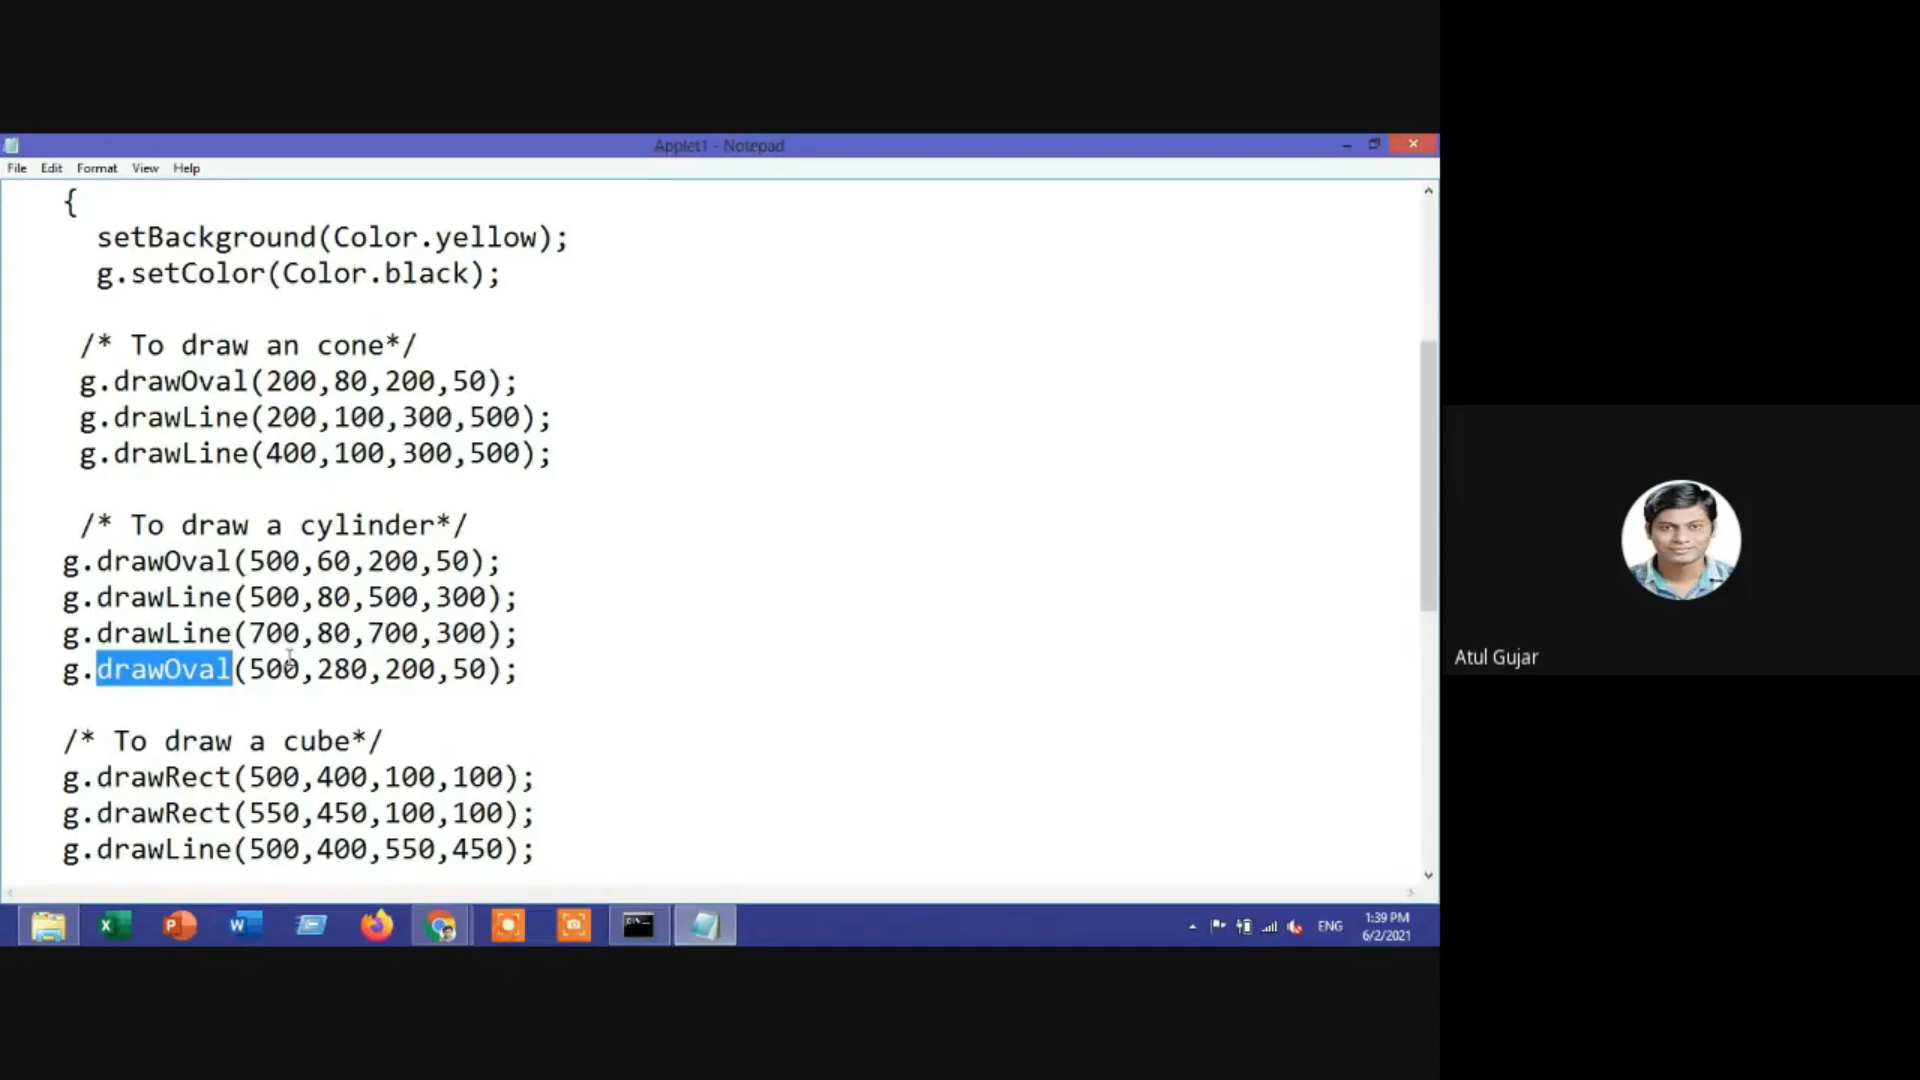 Applet1 - Notepad
File Edit Format View Help
{
setBackground(Color.yellow);
g.setColor(Color.black);
/* To draw an cone*/
g.drawOval(200,80,200,50);
g.drawLine(200,100,300,500);
g.drawLine(400,100,300,500);
/* To draw a cylinder*/
g.drawOval(500,60,200,50);
g.drawLine(500,80,500,300);
g.drawLine(700,80,700,300);
g.drawOval(500,280,200,50);
/* To draw a cube*/
g.drawRect(500,400,100,100);
g.drawRect(550,450,100,100);
g.drawLine(500,400,550,450);
Atul Gujar
ENG
1:39 PM
6/2/2021